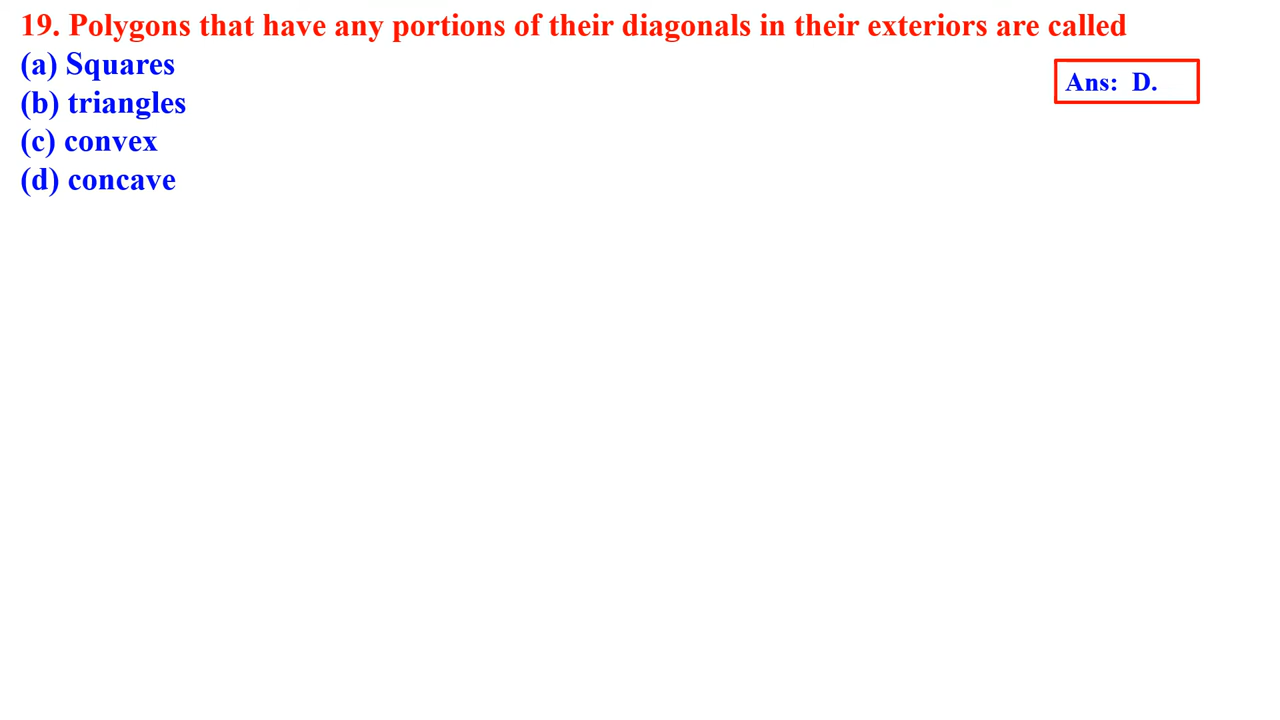 19. Polygons that have any portions of their diagonals in their exteriors are called
(a) Squares
Ans: D.
(b) triangles
(c) convex
(d) concave